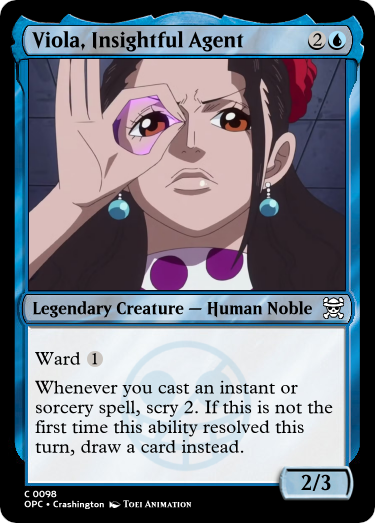 Viola, Insightful Agent 2
Legendary Creature — Human Noble
Ward 1
Whenever you cast an instant or
sorcery spell, scry 2. If this is not the
first time this ability resolved this
turn, draw a card instead.
2/3
C 0098
OPC • Crashington Toei Animation